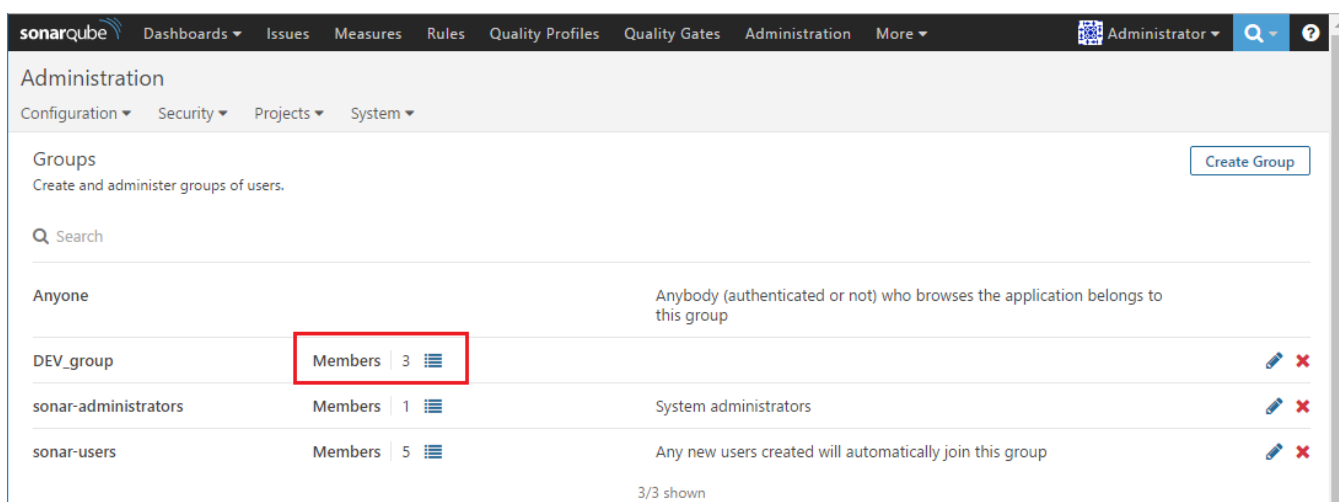 sonarqube Dashboards Issues Measures Rules Quality Profiles Quality Gates Administration More Administrator
Administration
Configuration Security Projects System
Groups
Create Group
Create and administer groups of users.
Search
Anyone Anybody (authenticated or not) who browses the application belongs to
this group
DEV_group Members 3
sonar-administrators Members 1 System administrators
sonar-users Members 5 Any new users created will automatically join this group
3/3 shown